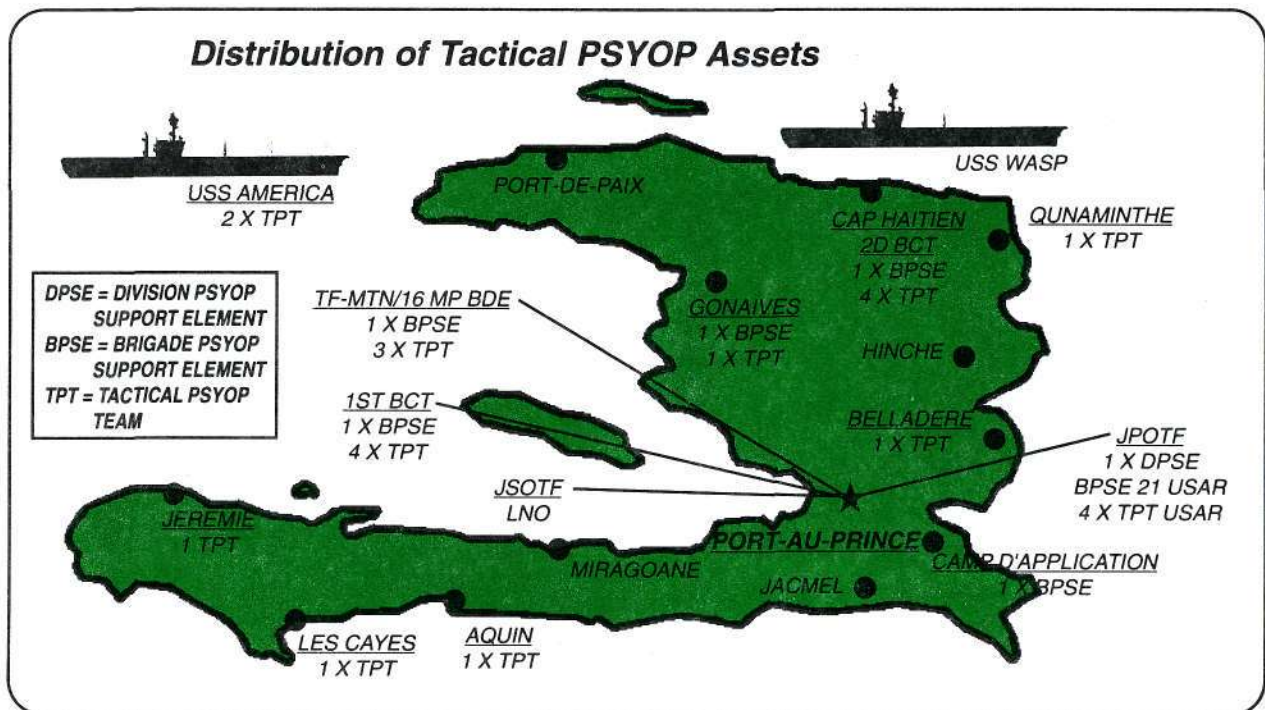 Distribution of Tactical PSYOP Assets
USS AMERICA
2 X TPT
USS WASP
PORT-DE-PAIX
CAP HAITIEN
2D BCT
1 X BPSE
4 X TPT
QUNAMINTHE
1 X TPT
DPSE = DIVISION PSYOP
SUPPORT ELEMENT
BPSE = BRIGADE PSYOP
SUPPORT ELEMENT
TPT = TACTICAL PSYOP
TEAM
TF-MTN/16 MP BDE
1 X BPSE
3 X TPT
GONAIVES
1 X BPSE
1 X TPT
HINCHE
1ST BCT
1 X BPSE
4 X TPT
BELLADERE
1 X TPT
JPOTF
1 X DPSE
BPSE 21 USAR
4 X TPT USAR
JSOTF
LNO
JEREMIE
1 TPT
PORT-AU-PRINCE
MIRAGOANE
CAMP D'APPLICATION
1 X BPSE
JACMEL
LES CAYES
1 X TPT
AQUIN
1 X TPT